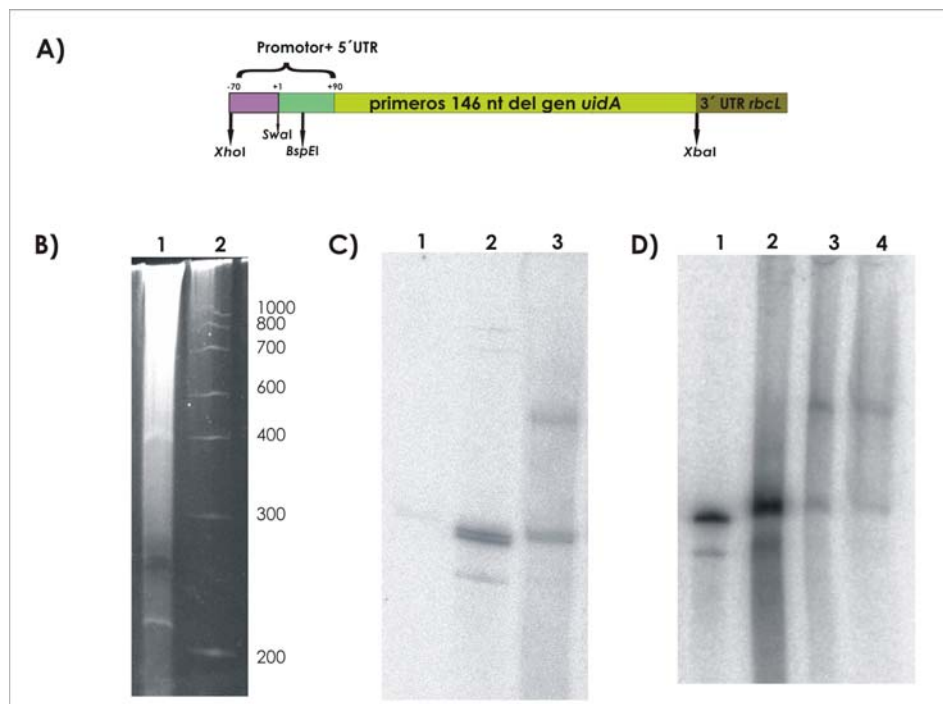 A)
Promotor+ 5´UTR
-70 +1 +90
primeros 146 nt del gen uidA 3´ UTR rbcL
SwaI
XhoI BspEI XbaI
B) 1 2
1000
800
700
600
400
300
200
C) 1 2 3
D) 1 2 3 4